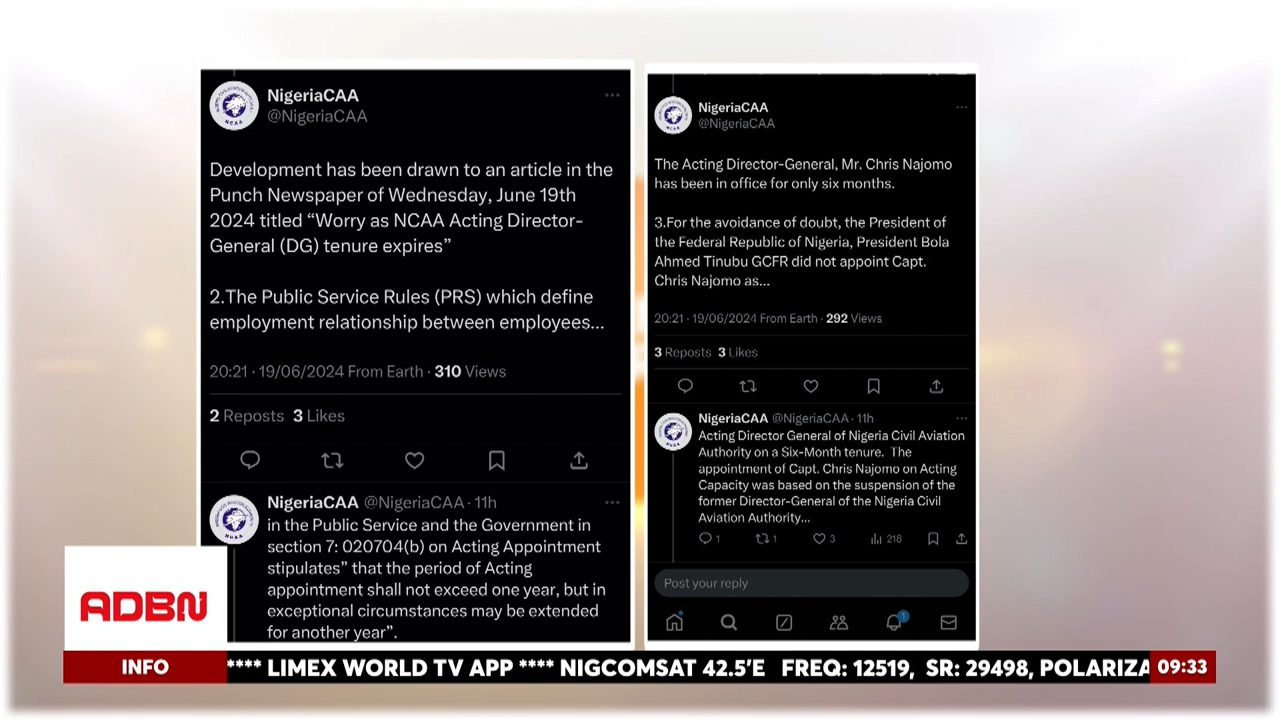 NigeriaCAA
@NigeriaCAA
Development has been drawn to an article in the
Punch Newspaper of Wednesday, June 19th
2024 titled “Worry as NCAA Acting Director-
General (DG) tenure expires”
2.The Public Service Rules (PRS) which define
employment relationship between employees...
20:21 · 19/06/2024 From Earth · 310 Views
2 Reposts 3 Likes
NigeriaCAA @NigeriaCAA · 11h
in the Public Service and the Government in
section 7: 020704(b) on Acting Appointment
stipulates” that the period of Acting
appointment shall not exceed one year, but in
exceptional circumstances may be extended
for another year”.
NigeriaCAA
@NigeriaCAA
The Acting Director-General, Mr. Chris Najomo
has been in office for only six months.
3.For the avoidance of doubt, the President of
the Federal Republic of Nigeria, President Bola
Ahmed Tinubu GCFR did not appoint Capt.
Chris Najomo as...
20:21 · 19/06/2024 From Earth · 292 Views
3 Reposts 3 Likes
NigeriaCAA @NigeriaCAA · 11h
Acting Director General of Nigeria Civil Aviation
Authority on a Six-Month tenure. The
appointment of Capt. Chris Najomo on Acting
Capacity was based on the suspension of the
former Director-General of the Nigeria Civil
Aviation Authority...
1 1 3 218
Post your reply
1
ADBN
INFO
**** LIMEX WORLD TV APP **** NIGCOMSAT 42.5'E FREQ: 12519, SR: 29498, POLARIZA
09:33